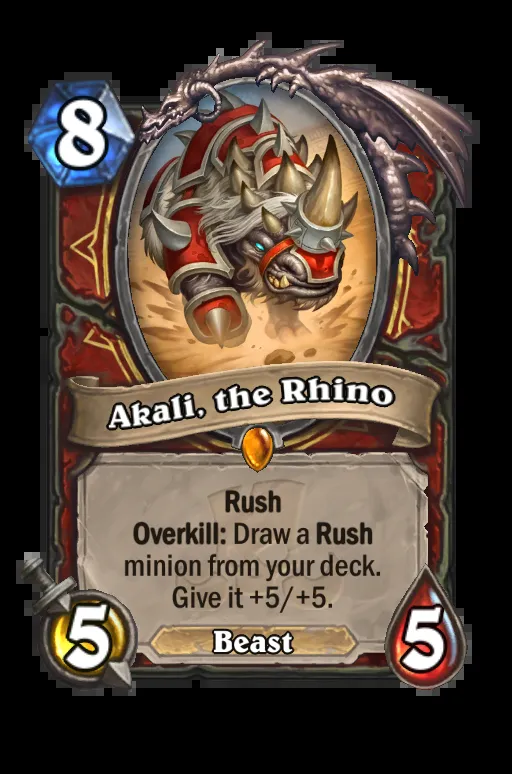 8
Akali, the Rhino
Rush
Overkill: Draw a Rush
minion from your deck.
Give it +5/+5.
5
Beast
5